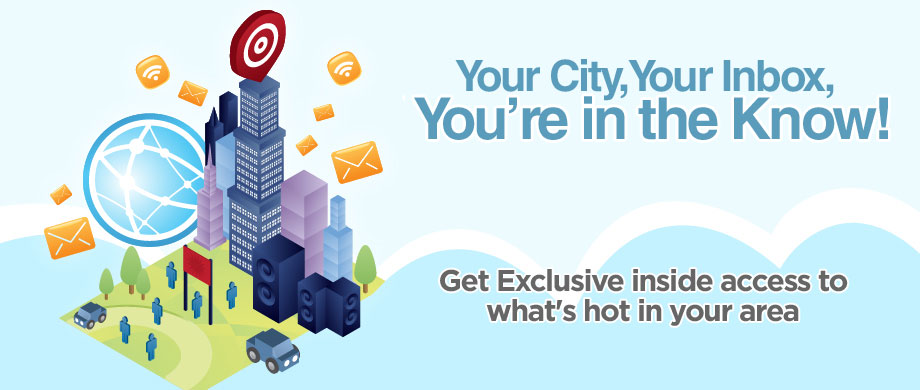 Your City, Your Inbox,
You're in the Know!
Get Exclusive inside access to
what's hot in your area